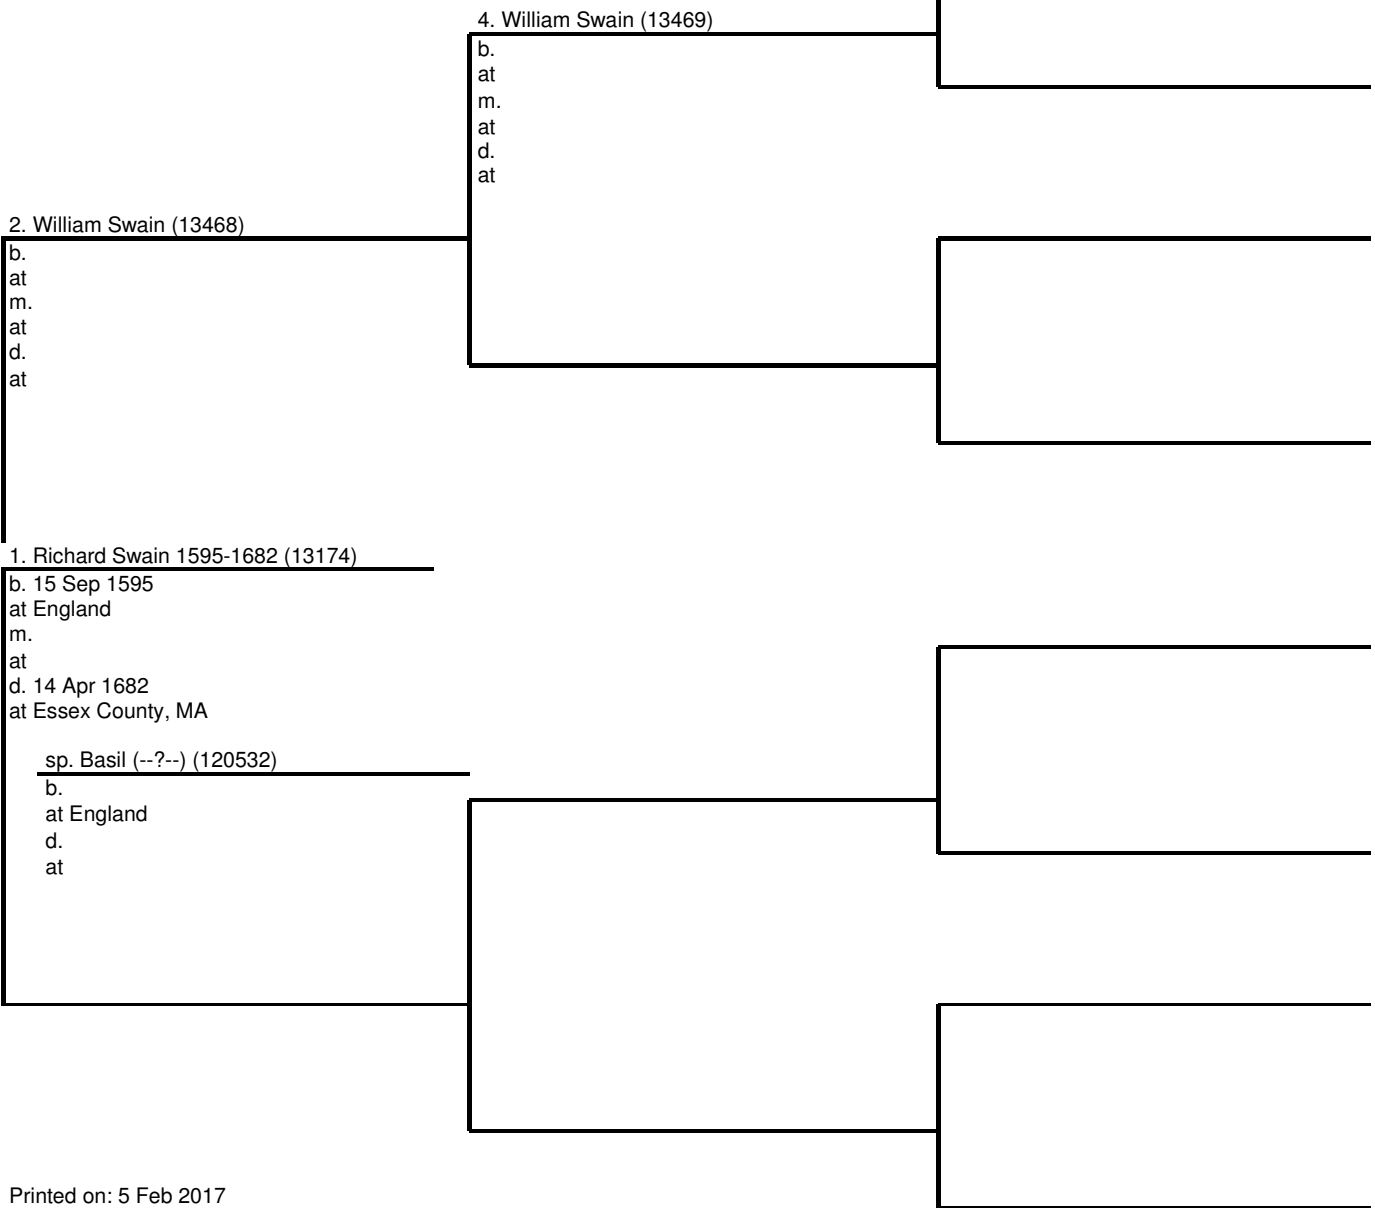 4. William Swain (13469)
b.
at
m.
at
d.
at
2. William Swain (13468)
b.
at
m.
at
d.
at
1. Richard Swain 1595-1682 (13174)
b. 15 Sep 1595
at England
m.
at
d. 14 Apr 1682
at Essex County, MA
sp. Basil (--?--) (120532)
b.
at England
d.
at
Printed on: 5 Feb 2017